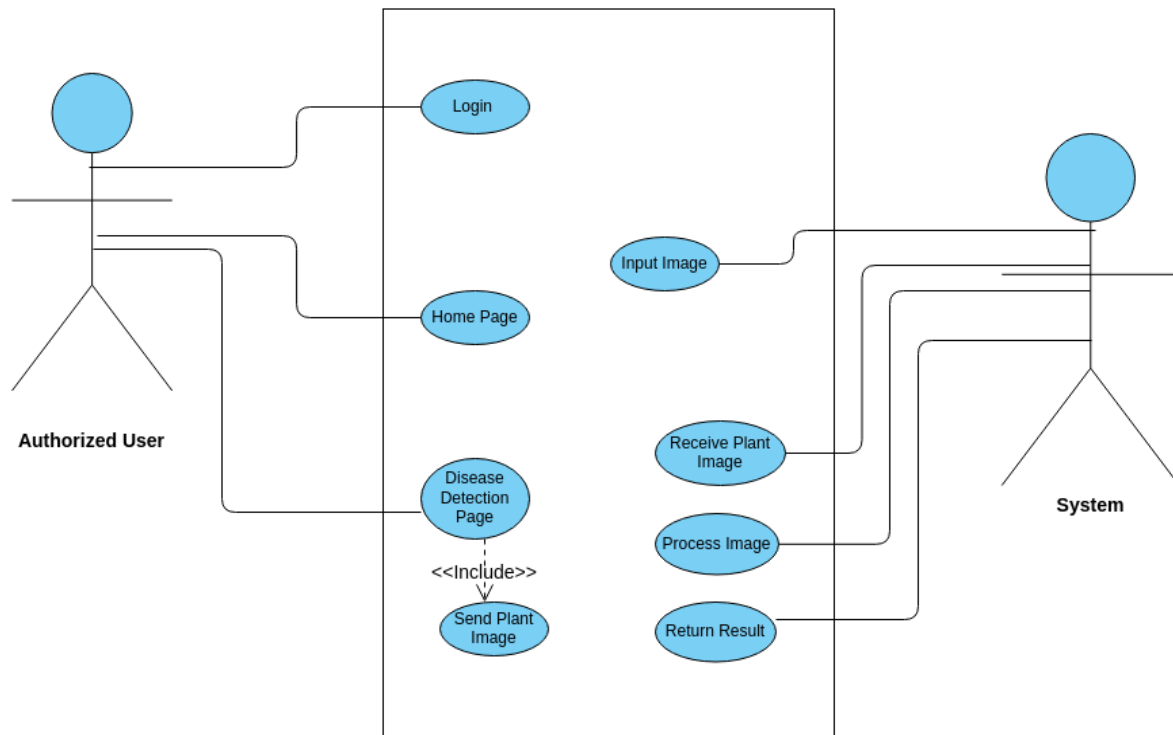 Login
Input Image
Home Page
Authorized User
Receive Plant
Image
Disease
Detection
Page
System
Process Image
<<Include>>
Send Plant
Image
Return Result